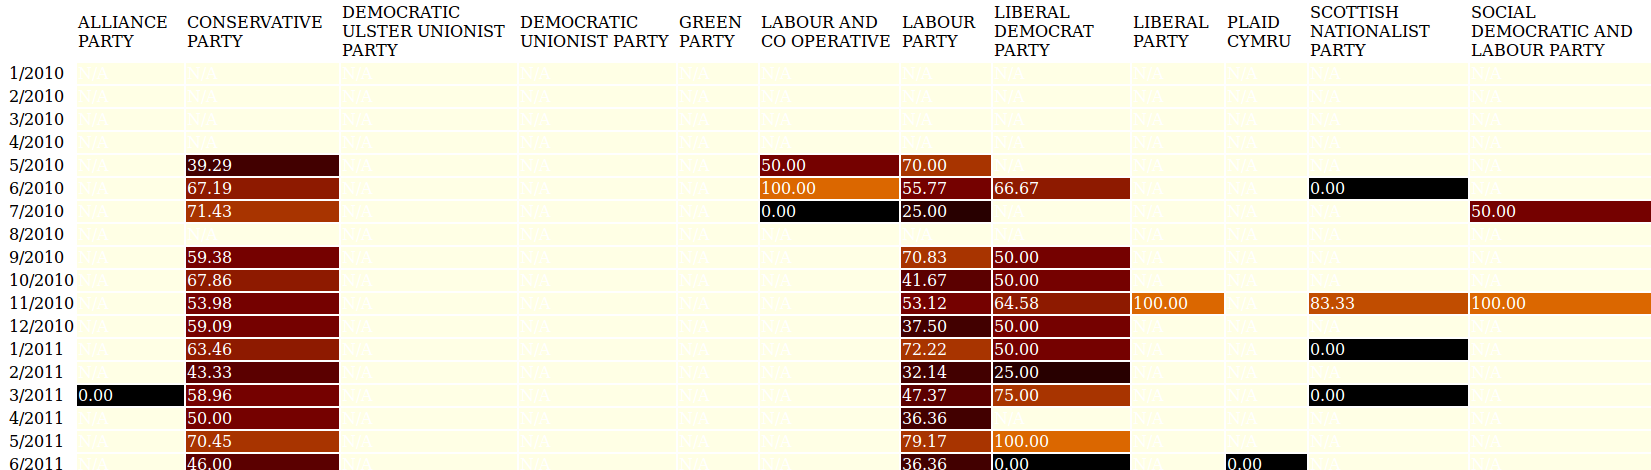 ALLIANCE PARTY CONSERVATIVE PARTY DEMOCRATIC ULSTER UNIONIST PARTY DEMOCRATIC UNIONIST PARTY GREEN PARTY LABOUR AND CO OPERATIVE LABOUR PARTY LIBERAL DEMOCRAT PARTY LIBERAL PARTY PLAID CYMRU SCOTTISH NATIONALIST PARTY SOCIAL DEMOCRATIC AND LABOUR PARTY
1/2010
2/2010
3/2010
4/2010
5/2010 39.29 50.00 70.00
6/2010 67.19 100.00 55.77 66.67 0.00
7/2010 71.43 0.00 25.00 50.00
8/2010
9/2010 59.38 70.83 50.00
10/2010 67.86 41.67 50.00
11/2010 53.98 53.12 64.58 100.00 83.33 100.00
12/2010 59.09 37.50 50.00
1/2011 63.46 72.22 50.00 0.00
2/2011 43.33 32.14 25.00
3/2011 0.00 58.96 47.37 75.00 0.00
4/2011 50.00 36.36
5/2011 70.45 79.17 100.00
6/2011 46.00 36.36 0.00 0.00